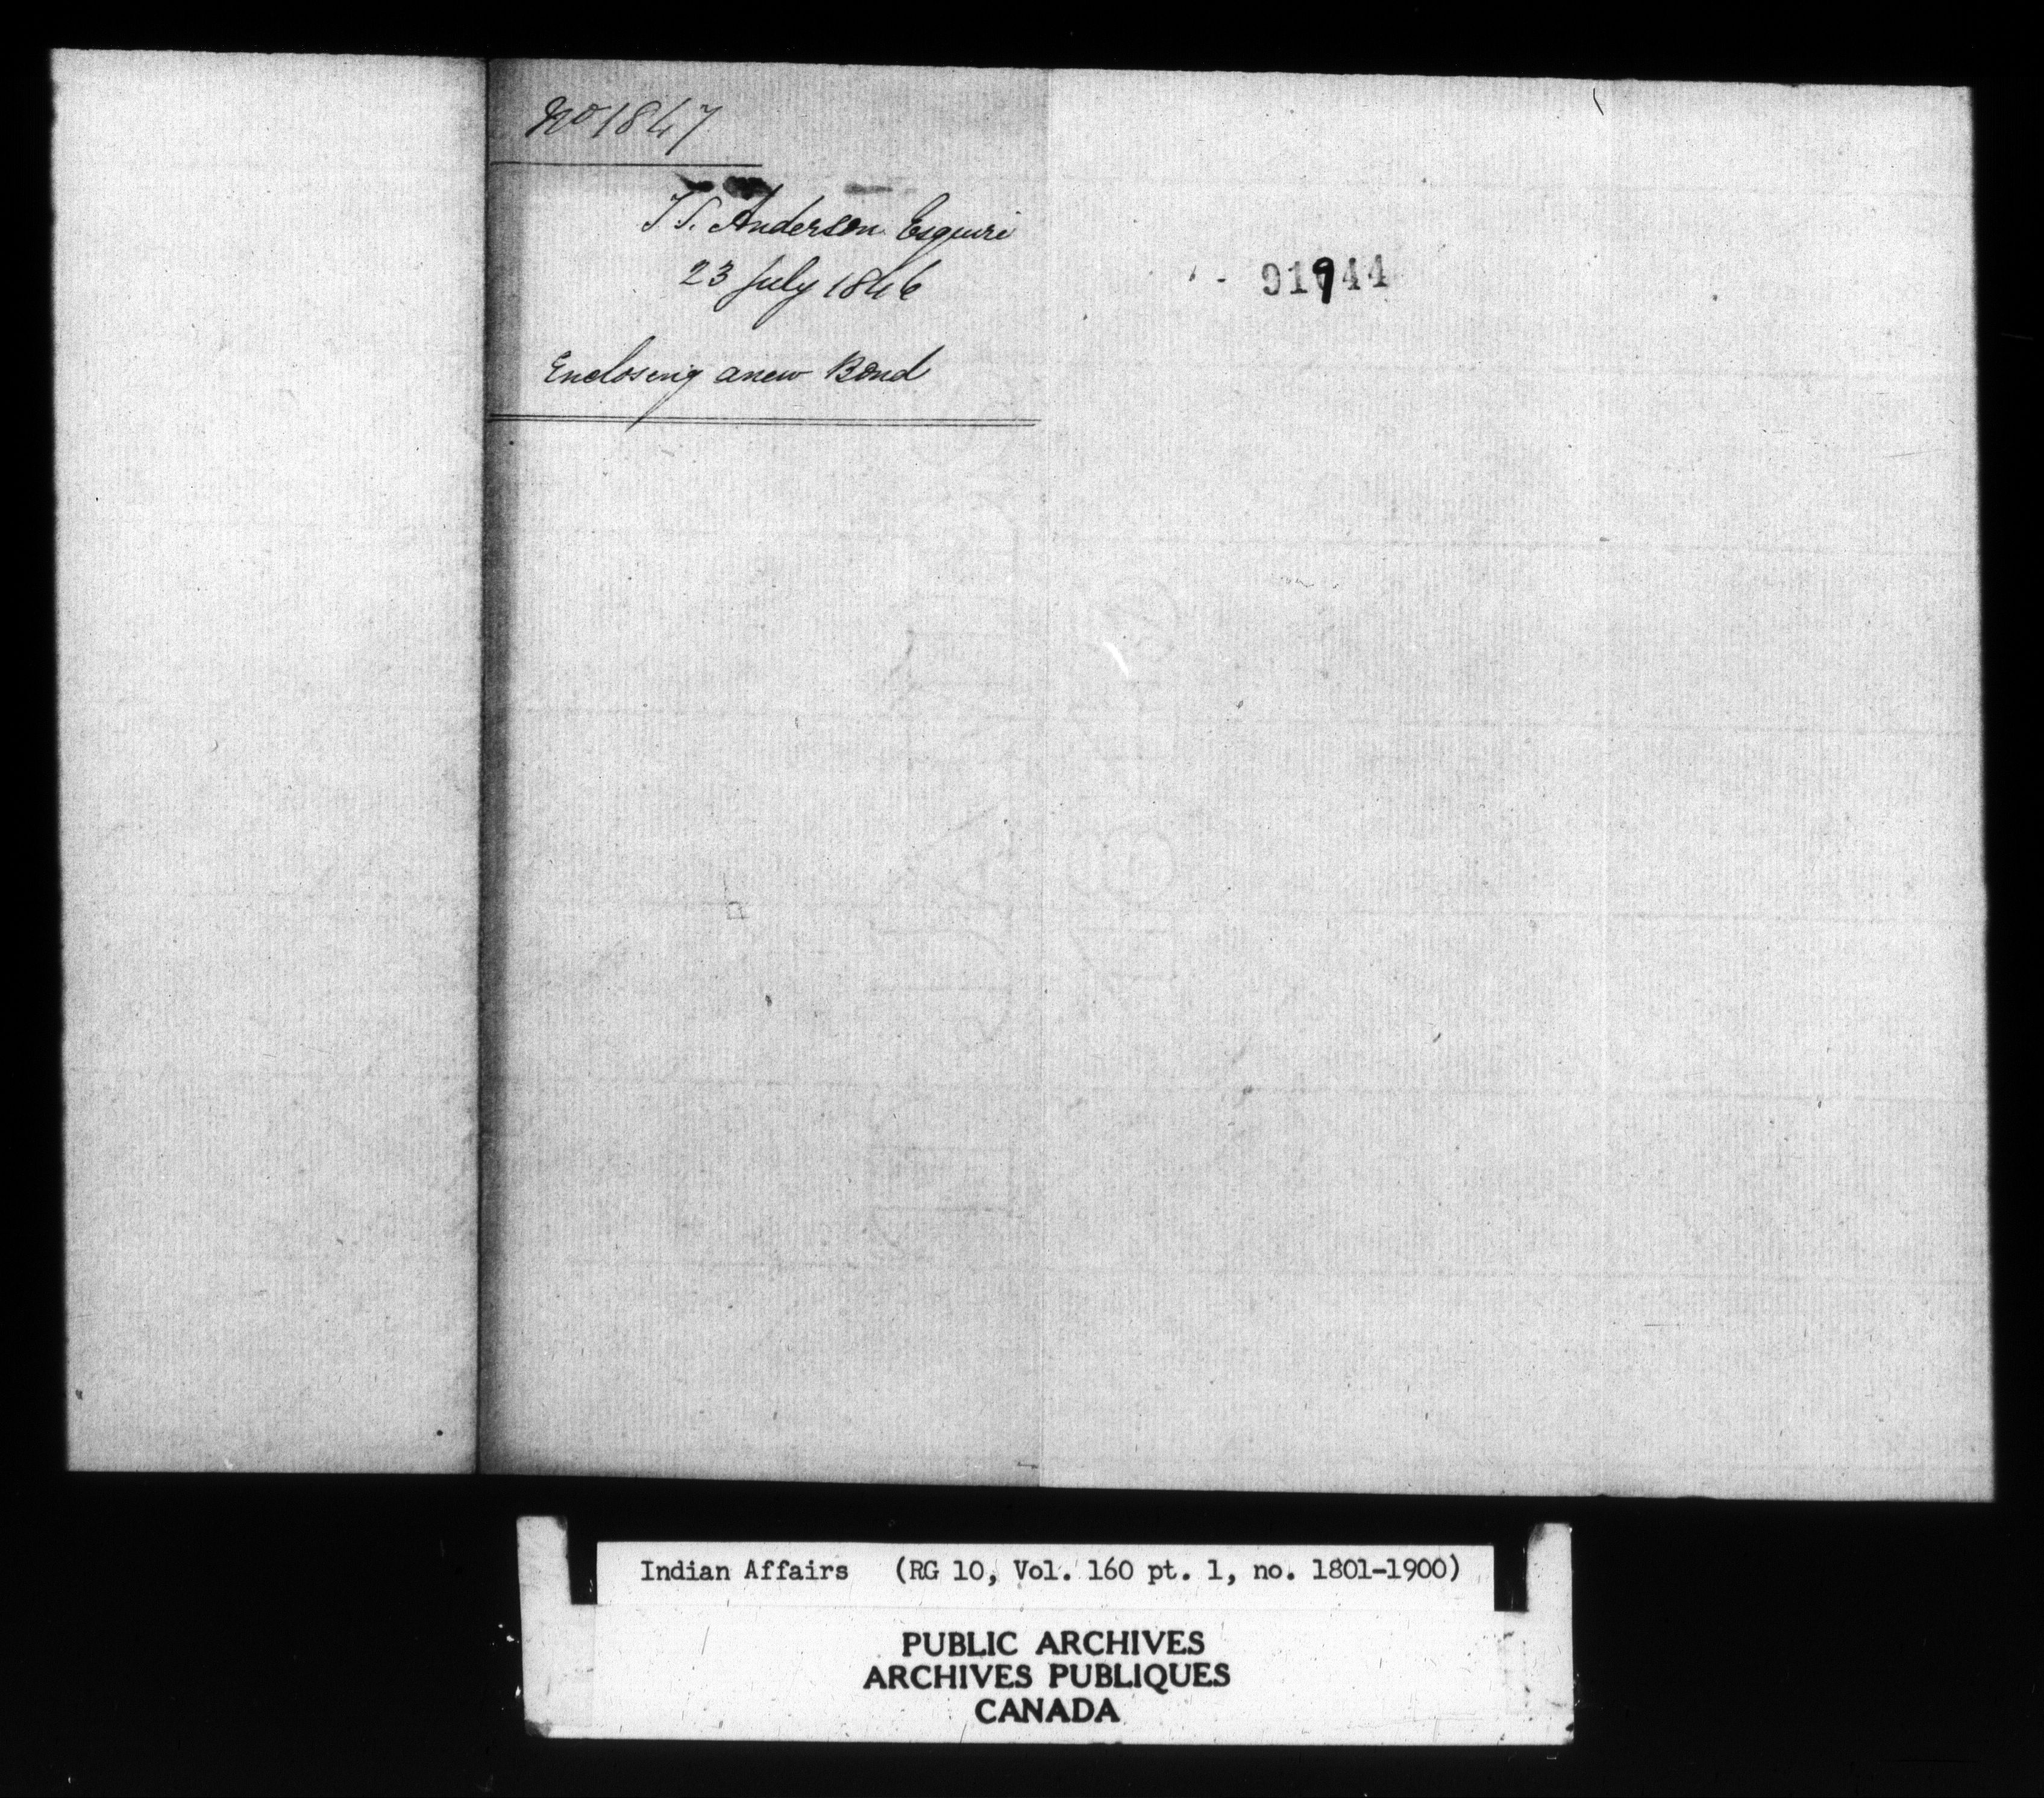 No 1847
T. G. Anderson Esquire
23 July 1846
Enclosing a new Bond
91944
Indian Affairs (RG 10, Vol. 160 pt. 1, no. 1801-1900)
PUBLIC ARCHIVES
ARCHIVES PUBLIQUES
CANADA